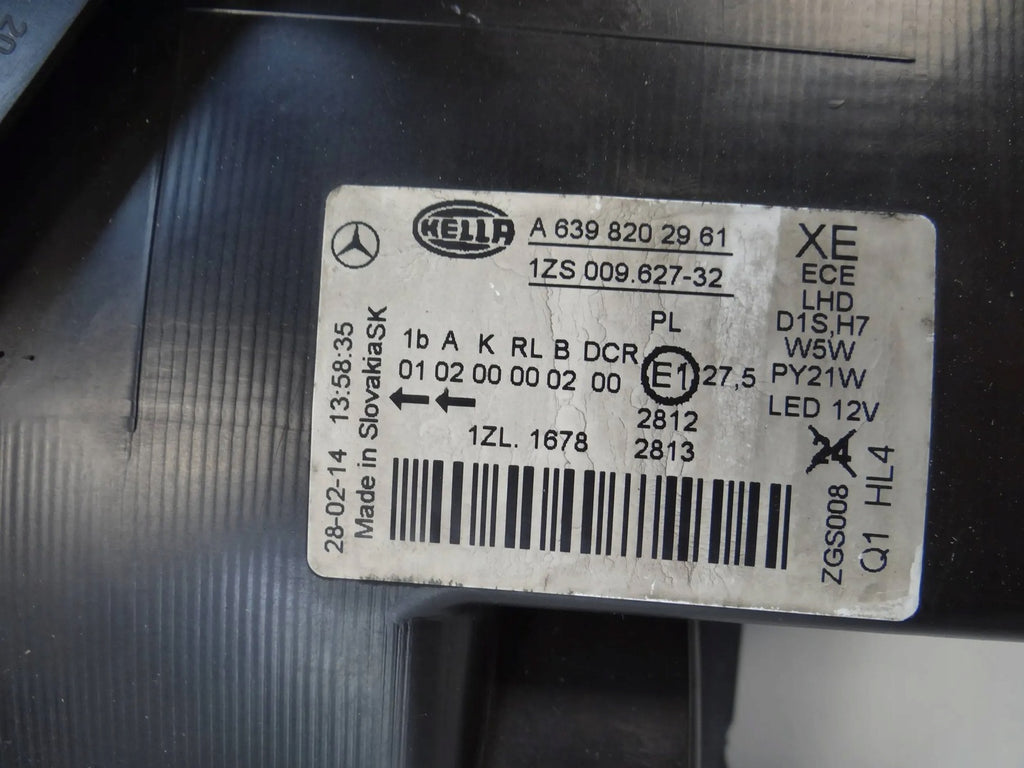 20
HELLA
A 639 820 2961
1ZS 009.627-32
XE
ECE
LHD
D1S,H7
W5W
PY21W
LED 12V
24
PL
1b A K RL B DCR
01 02 00 00 02 00
E1
27,5
2812
2813
1ZL. 1678
28-02-14 13:58:35
Made in SlovakiaSK
ZGS008
Q1 HL4